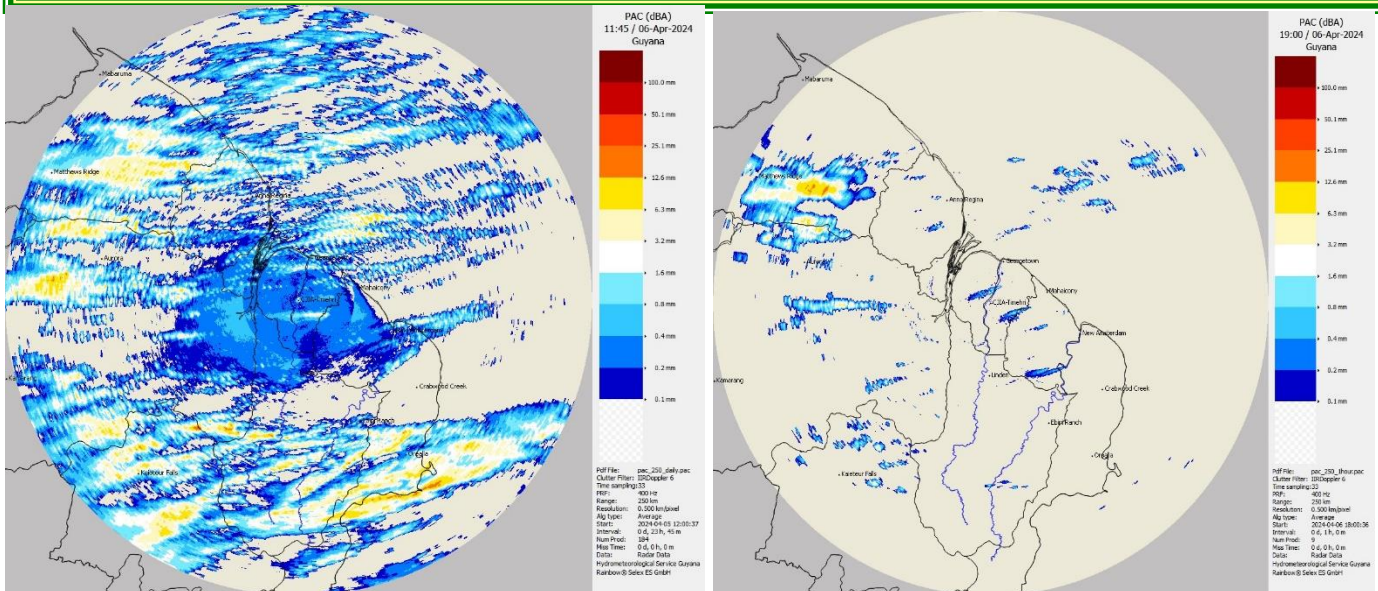 PAC (dBA)
11:45 / 06-Apr-2024
Guyana
100.0 mm
50.1 mm
25.1 mm
12.6 mm
6.3 mm
3.2 mm
1.6 mm
0.8 mm
0.4 mm
0.2 mm
0.1 mm
Mabaruma
Matthews Ridge
Anna Regina
Aurora
CJIA-Timehri
Mahaicony
Kamarang
Crabwood Creek
Kaieteur Falls
Orealla
Pdf File: pac_250_daily.pac
Clutter Filter: IIRDoppler 6
Time sampling:33
PRF: 400 Hz
Range: 250 km
Resolution: 0.500 km/pixel
Alg type: Average
Start: 2024-04-05 12:00:37
Interval: 0 d, 23 h, 45 m
Num Prod: 184
Miss Time: 0 d, 0 h, 0 m
Data: Radar Data
Hydrometeorological Service Guyana
Rainbow® Selex ES GmbH
PAC (dBA)
19:00 / 06-Apr-2024
Guyana
100.0 mm
50.1 mm
25.1 mm
12.6 mm
6.3 mm
3.2 mm
1.6 mm
0.8 mm
0.4 mm
0.2 mm
0.1 mm
Mabaruma
Matthews Ridge
Anna Regina
Georgetown
CJIA-Timehri
Mahaicony
New Amsterdam
Kamarang
Linden
Crabwood Creek
Ebini Ranch
Kaieteur Falls
Orealla
Pdf File: pac_250_1hour.pac
Clutter Filter: IIRDoppler 6
Time sampling:33
PRF: 400 Hz
Range: 250 km
Resolution: 0.500 km/pixel
Alg type: Average
Start: 2024-04-06 18:00:36
Interval: 0 d, 1 h, 0 m
Num Prod: 9
Miss Time: 0 d, 0 h, 0 m
Data: Radar Data
Hydrometeorological Service Guyana
Rainbow® Selex ES GmbH